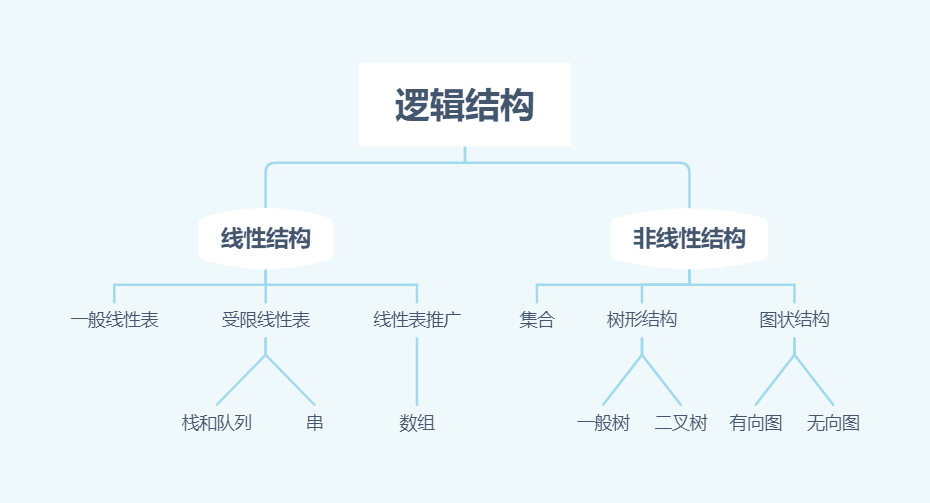 逻辑结构
线性结构
非线性结构
一般线性表
受限线性表
线性表推广
集合
树形结构
图状结构
栈和队列
串
数组
一般树
二叉树
有向图
无向图